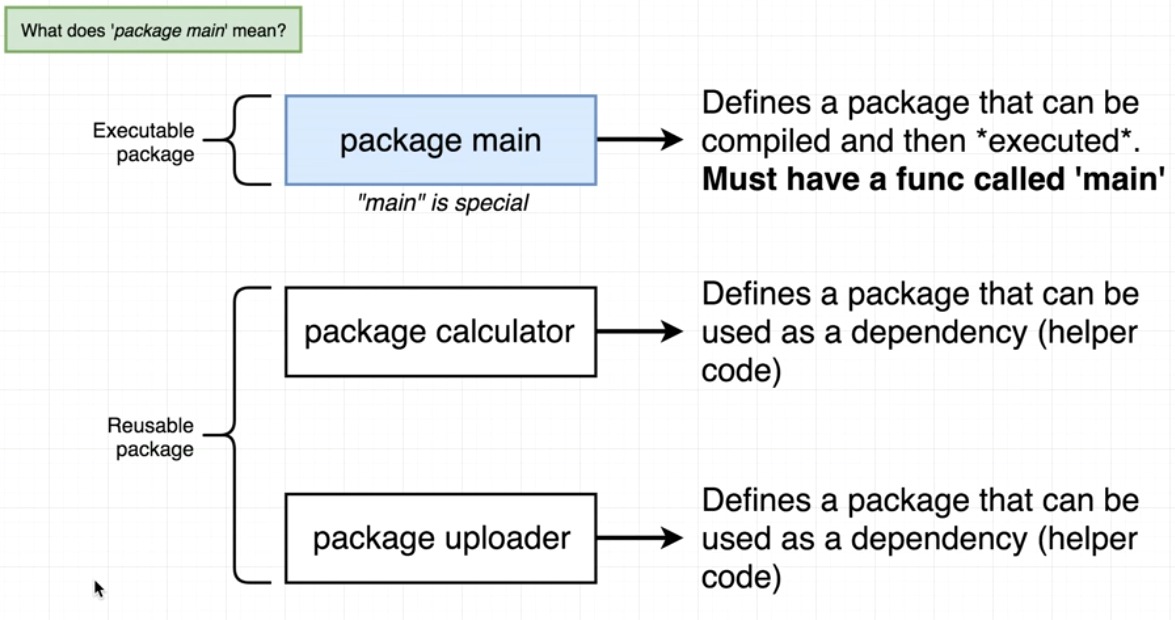 What does 'package main' mean?
Executable
package
package main
"main" is special
Defines a package that can be
compiled and then *executed*.
Must have a func called 'main'
Reusable
package
package calculator
Defines a package that can be
used as a dependency (helper
code)
package uploader
Defines a package that can be
used as a dependency (helper
code)